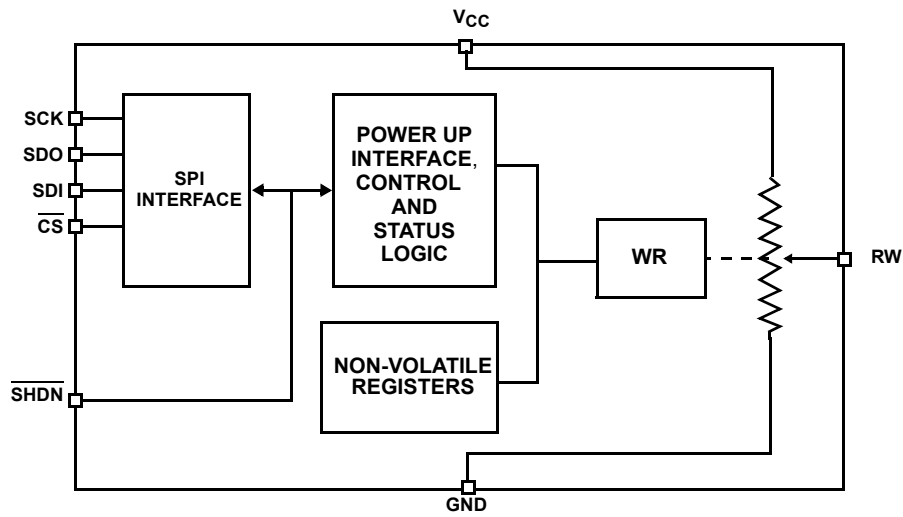 VCC
SCK
SDO
SDI
CS
SPI
INTERFACE
POWER UP
INTERFACE,
CONTROL
AND
STATUS
LOGIC
WR
RW
NON-VOLATILE
REGISTERS
SHDN
GND